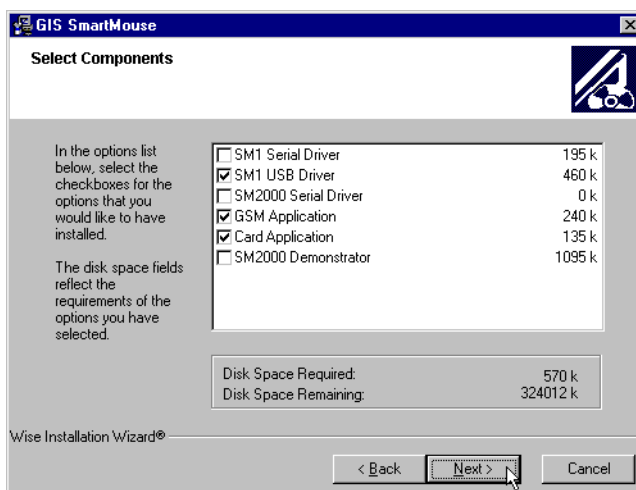 GIS SmartMouse
Select Components
In the options list
below, select the
checkboxes for the
options that you
would like to have
installed.
The disk space fields
reflect the
requirements of the
options you have
selected.
SM1 Serial Driver 195 k
SM1 USB Driver 460 k
SM2000 Serial Driver 0 k
GSM Application 240 k
Card Application 135 k
SM2000 Demonstrator 1095 k
Disk Space Required: 570 k
Disk Space Remaining: 324012 k
Wise Installation Wizard®
< Back Next > Cancel